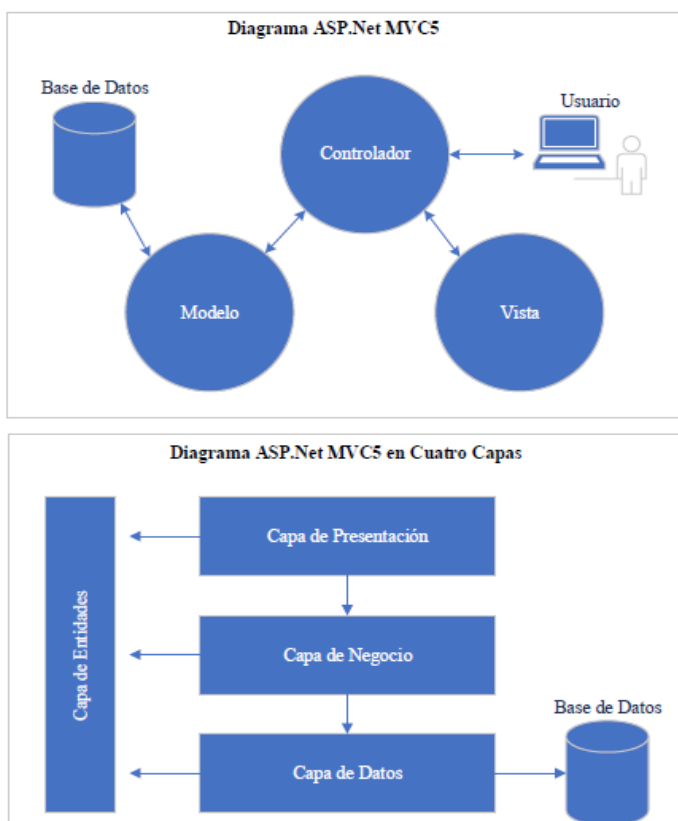 Diagrama ASP.Net MVC5
Base de Datos
Usuario
Controlador
Modelo
Vista
Diagrama ASP.Net MVC5 en Cuatro Capas
Capa de Presentación
Capa de Entidades
Capa de Negocio
Base de Datos
Capa de Datos